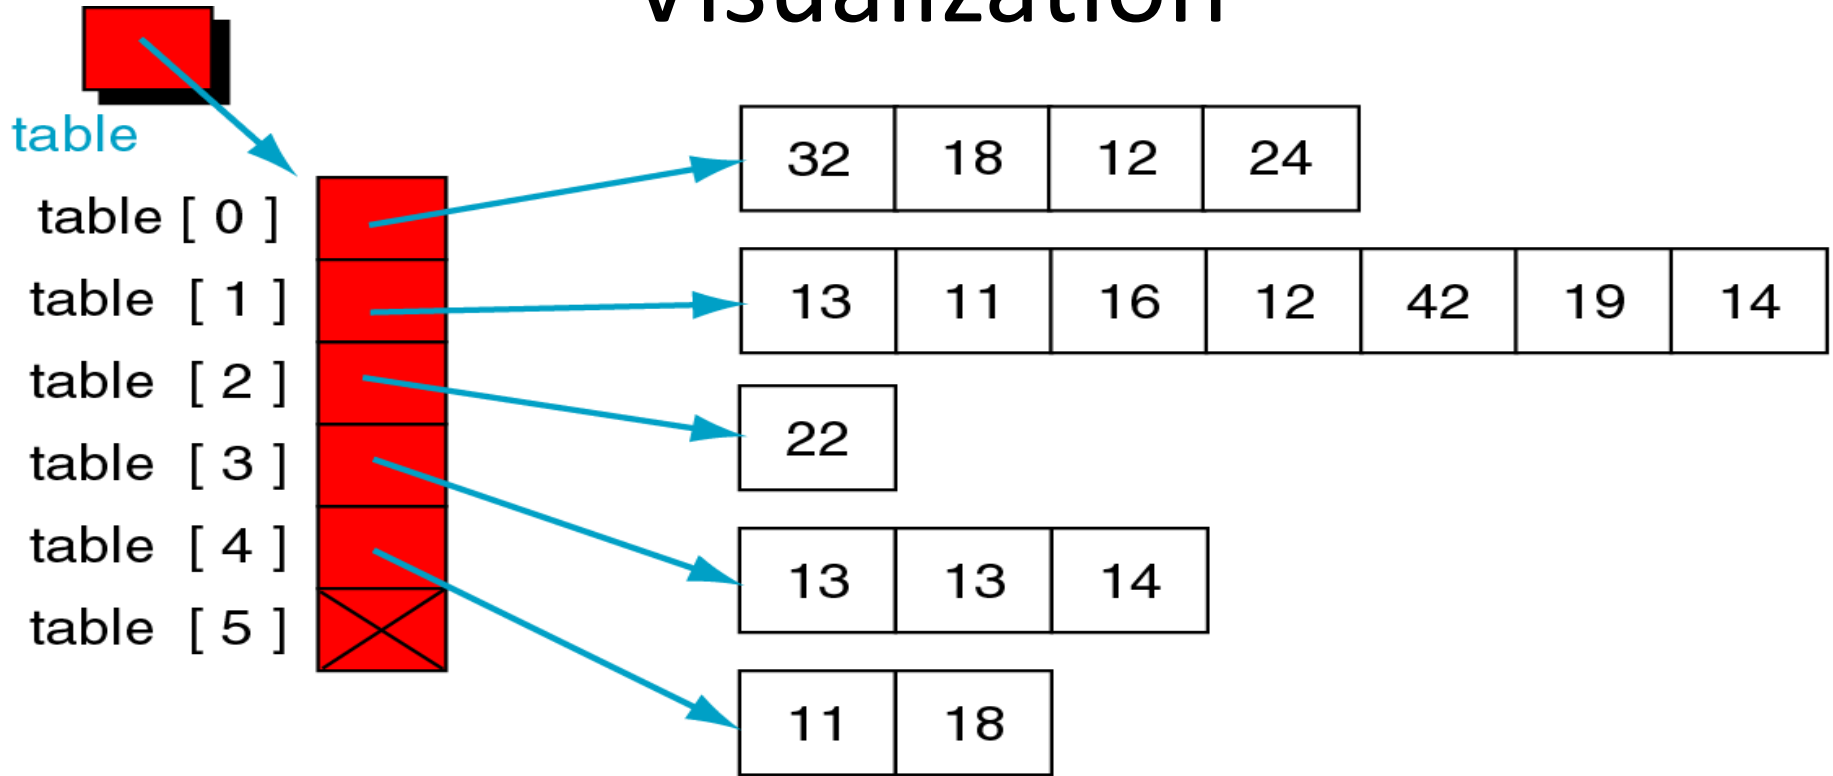 Visualization
table
table [ 0 ] 32 18 12 24
table [ 1 ] 13 11 16 12 42 19 14
table [ 2 ] 22
table [ 3 ] 13 13 14
table [ 4 ] 11 18
table [ 5 ]